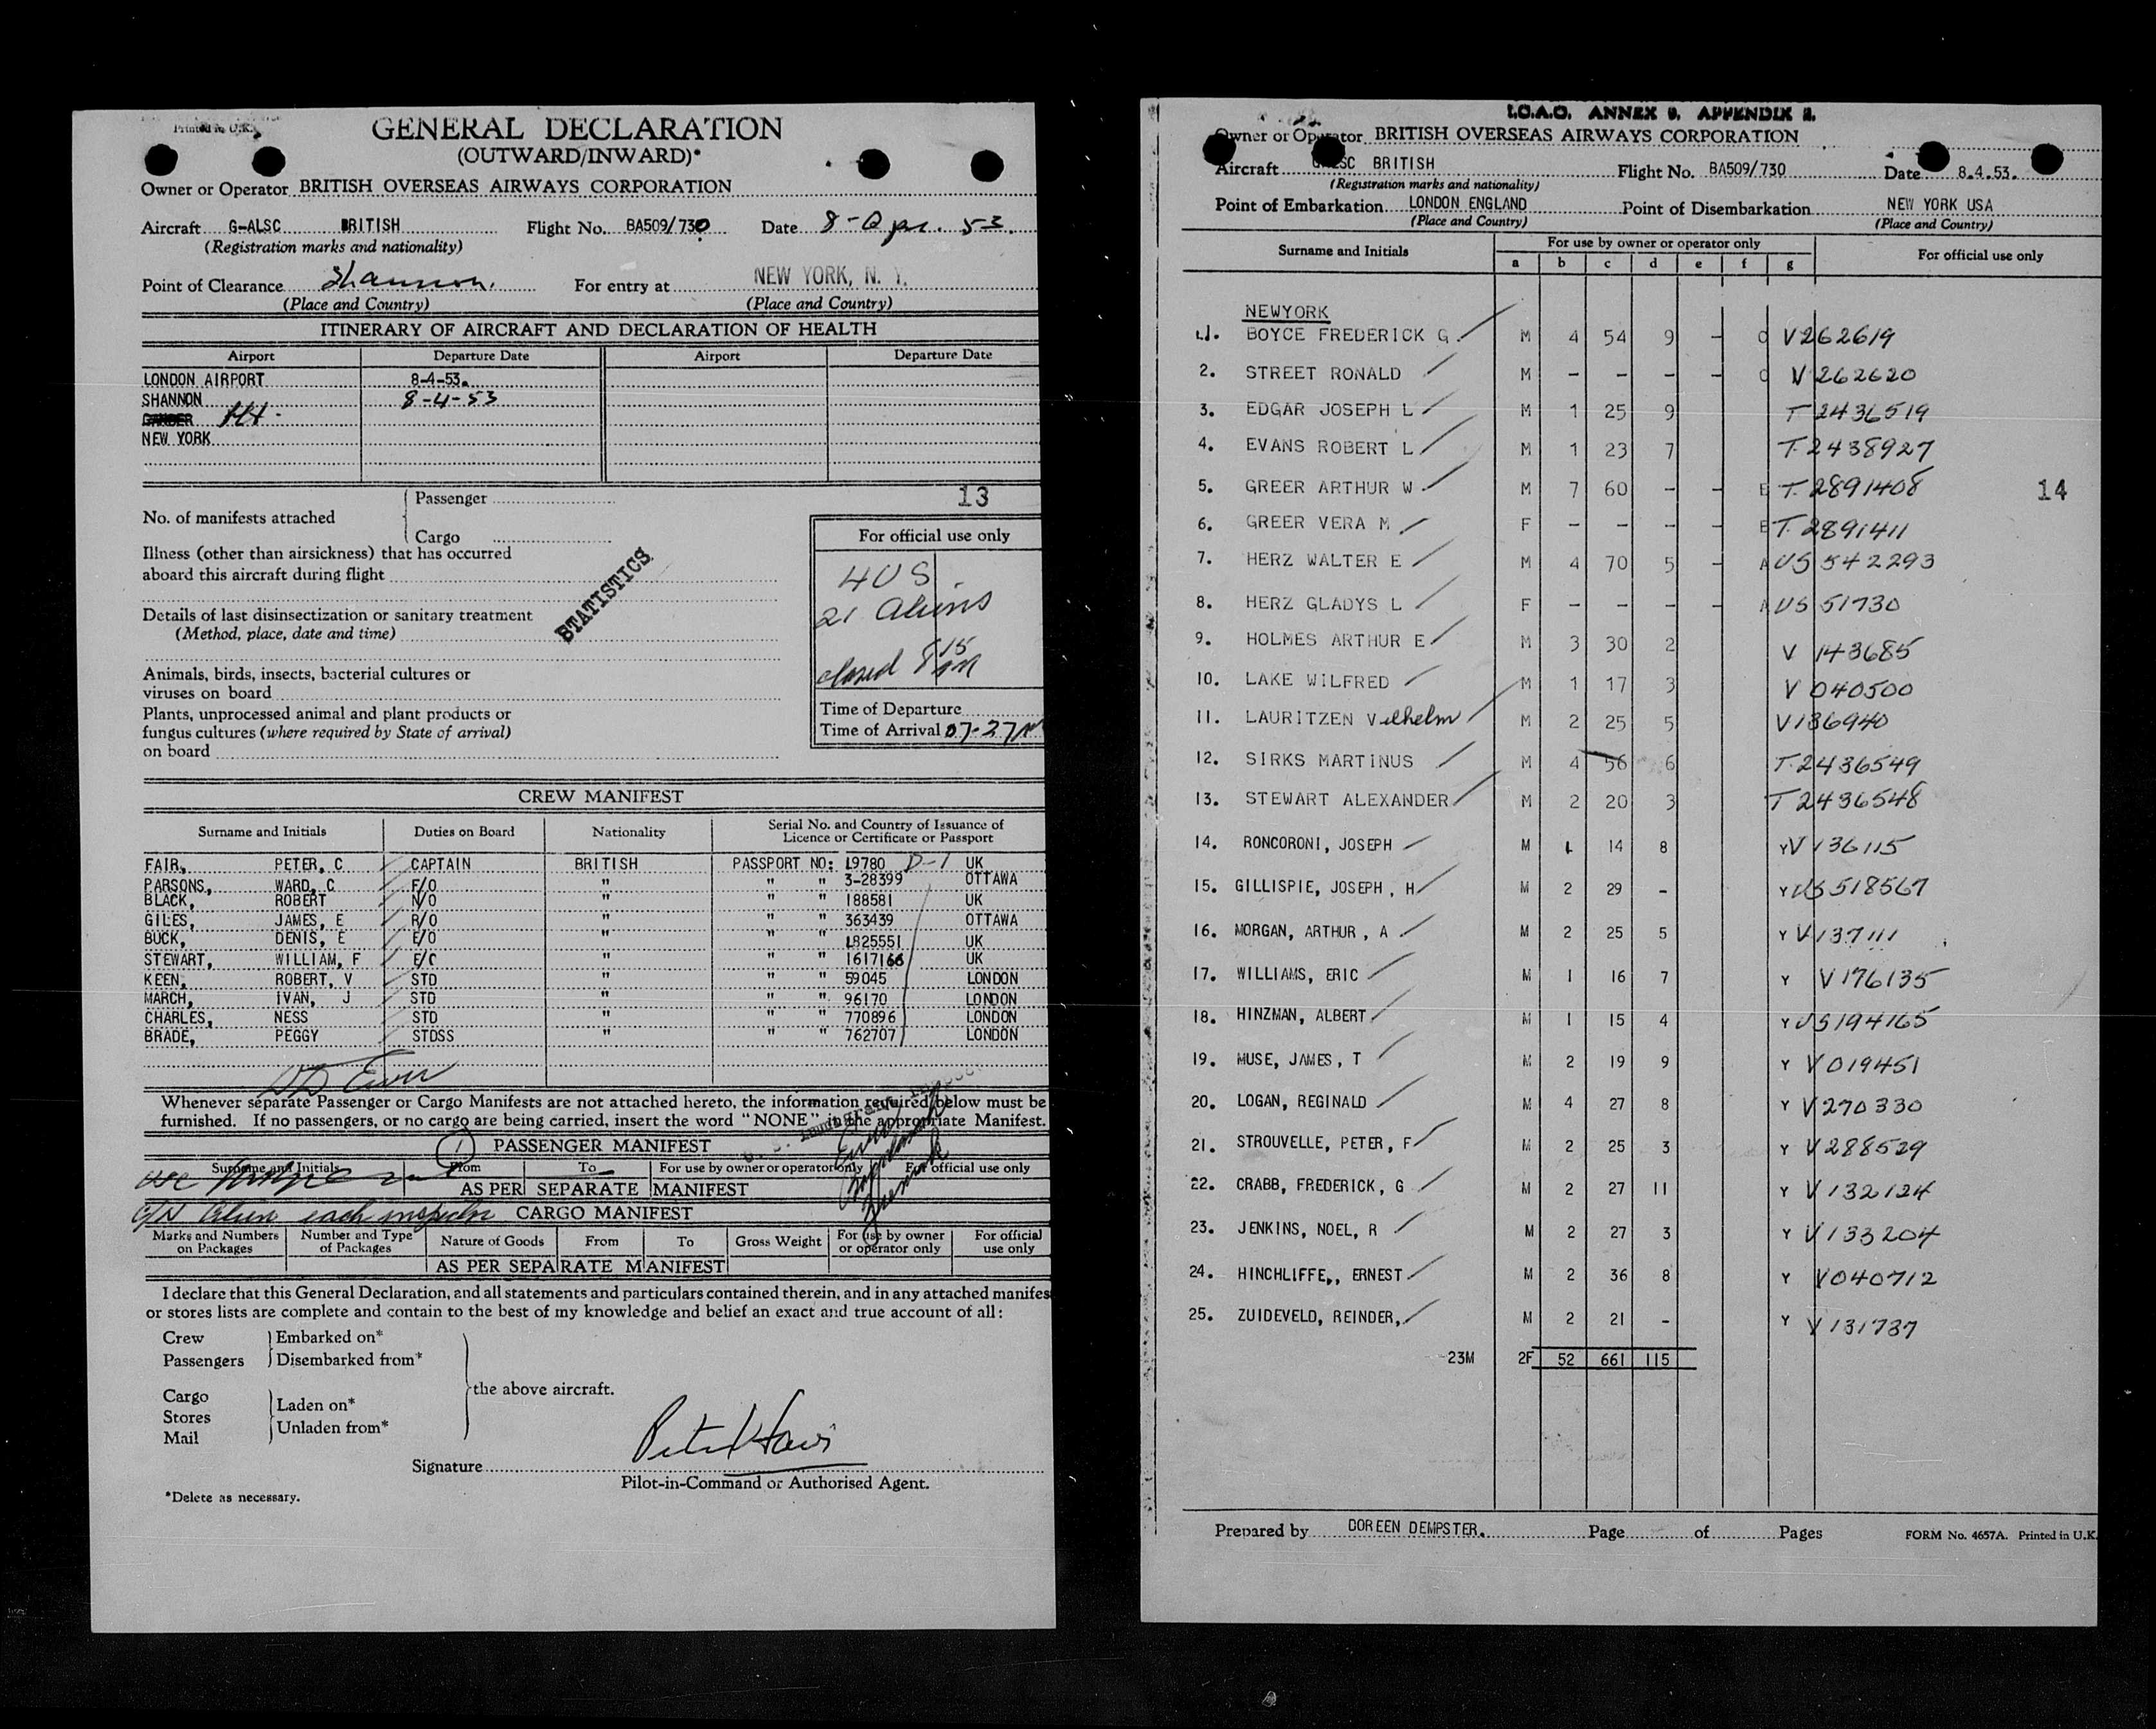 Printed in U.K.
GENERAL DECLARATION
(OUTWARD/INWARD)*
Owner or Operator BRITISH OVERSEAS AIRWAYS CORPORATION
Aircraft G-ALSC BRITISH Flight No. BA509/730 Date 8-Apr. 53.
(Registration marks and nationality)
Point of Clearance Shannon. For entry at NEW YORK, N. Y.
(Place and Country) (Place and Country)
ITINERARY OF AIRCRAFT AND DECLARATION OF HEALTH
Airport Departure Date Airport Departure Date
LONDON AIRPORT 8-4-53.
SHANNON 8-4-53
GANDER
NEW YORK
13
No. of manifests attached
Passenger
Cargo
For official use only
Illness (other than airsickness) that has occurred
aboard this aircraft during flight
4US
21 Aliens
STATISTICS
Details of last disinsectization or sanitary treatment
(Method, place, date and time)
closed 8 15 AM
Animals, birds, insects, bacterial cultures or
viruses on board
Plants, unprocessed animal and plant products or
fungus cultures (where required by State of arrival)
on board
Time of Departure
Time of Arrival 07-27
CREW MANIFEST
Surname and Initials Duties on Board Nationality Serial No. and Country of Issuance of
Licence or Certificate or Passport
FAIR, PETER, C CAPTAIN BRITISH PASSPORT NO: L9780 D-1 UK
PARSONS, WARD, C F/O " " " 3-28399 OTTAWA
BLACK, ROBERT N/O " " " 188581 UK
GILES, JAMES, E R/O " " " 363439 OTTAWA
BUCK, DENIS, E E/O " " " L825551 UK
STEWART, WILLIAM, F E/O " " " 1617166 UK
KEEN, ROBERT, V STD " " " 59045 LONDON
MARCH, IVAN, J STD " " " 96170 LONDON
CHARLES, NESS STD " " " 770896 LONDON
BRADE, PEGGY STDSS " " " 762707 LONDON
Whenever separate Passenger or Cargo Manifests are not attached hereto, the information required below must be
furnished. If no passengers, or no cargo are being carried, insert the word "NONE" in the appropriate Manifest.
PASSENGER MANIFEST
Surname and Initials From To For use by owner or operator only For official use only
AS PER SEPARATE MANIFEST
each inspector
CARGO MANIFEST
Marks and Numbers on Packages Number and Type of Packages Nature of Goods From To Gross Weight For use by owner or operator only For official use only
AS PER SEPARATE MANIFEST
I declare that this General Declaration, and all statements and particulars contained therein, and in any attached manifes
or stores lists are complete and contain to the best of my knowledge and belief an exact and true account of all:
Crew Embarked on*
Passengers Disembarked from*
the above aircraft.
Cargo
Stores Laden on*
Mail Unladen from*
Signature
Pilot-in-Command or Authorised Agent.
*Delete as necessary.
I.C.A.O. ANNEX 9, APPENDIX 2.
Owner or Operator BRITISH OVERSEAS AIRWAYS CORPORATION
Aircraft SC BRITISH Flight No. BA509/730 Date 8.4.53.
(Registration marks and nationality)
Point of Embarkation LONDON ENGLAND Point of Disembarkation NEW YORK USA
(Place and Country) (Place and Country)
Surname and Initials For use by owner or operator only For official use only
a b c d e f g
NEWYORK
1. BOYCE FREDERICK G M 4 54 9 - C V262619
2. STREET RONALD M - - - - C V 262620
3. EDGAR JOSEPH L M 1 25 9 T 2436519
4. EVANS ROBERT L M 1 23 7 T.2438927
5. GREER ARTHUR W M 7 60 - - E T.2891408
14
6. GREER VERA M F - - - - E T.2891411
7. HERZ WALTER E M 4 70 5 - A US 542293
8. HERZ GLADYS L F - - - - A US 51730
9. HOLMES ARTHUR E M 3 30 2 V 143685
10. LAKE WILFRED M 1 17 3 V 040500
11. LAURITZEN Vilhelm M 2 25 5 V136940
12. SIRKS MARTINUS M 4 56 6 T.2436549
13. STEWART ALEXANDER M 2 20 3 T 2436548
14. RONCORONI, JOSEPH M 1 14 8 Y V136115
15. GILLISPIE, JOSEPH, H M 2 29 - Y US518567
16. MORGAN, ARTHUR, A M 2 25 5 Y V137111
17. WILLIAMS, ERIC M 1 16 7 Y V176135
18. HINZMAN, ALBERT M 1 15 4 Y US194165
19. MUSE, JAMES, T M 2 19 9 Y V019451
20. LOGAN, REGINALD M 4 27 8 Y V270330
21. STROUVELLE, PETER, F M 2 25 3 Y V288529
22. CRABB, FREDERICK, G M 2 27 11 Y V132124
23. JENKINS, NOEL, R M 2 27 3 Y V133204
24. HINCHLIFFE,, ERNEST M 2 36 8 Y V040712
25. ZUIDEVELD, REINDER, M 2 21 - Y V131737
23M 2F 52 661 115
Prepared by DOREEN DEMPSTER. Page of Pages FORM No. 4657A. Printed in U.K.